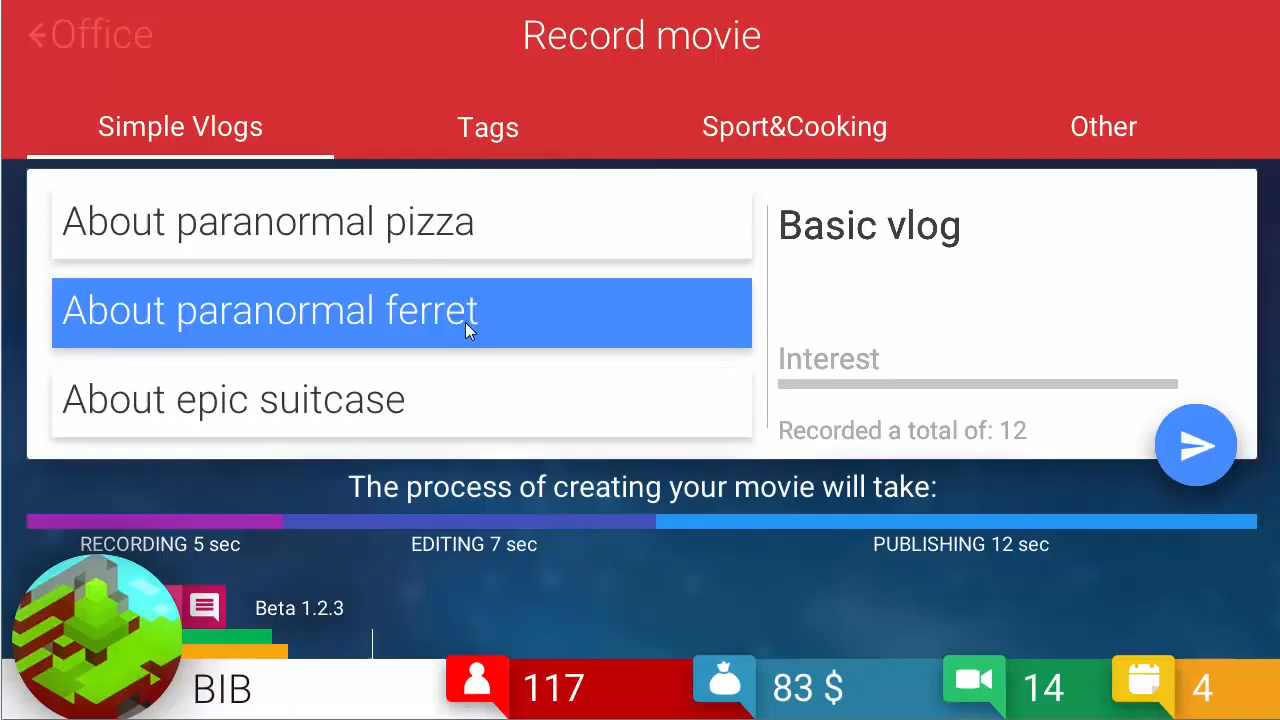 Office
Record movie
Simple Vlogs
Tags
Sport&Cooking
Other
About paranormal pizza
About paranormal ferret
About epic suitcase
Basic vlog
Interest
Recorded a total of: 12
The process of creating your movie will take:
RECORDING 5 sec
EDITING 7 sec
PUBLISHING 12 sec
Beta 1.2.3
BIB
117
83 $
14
4